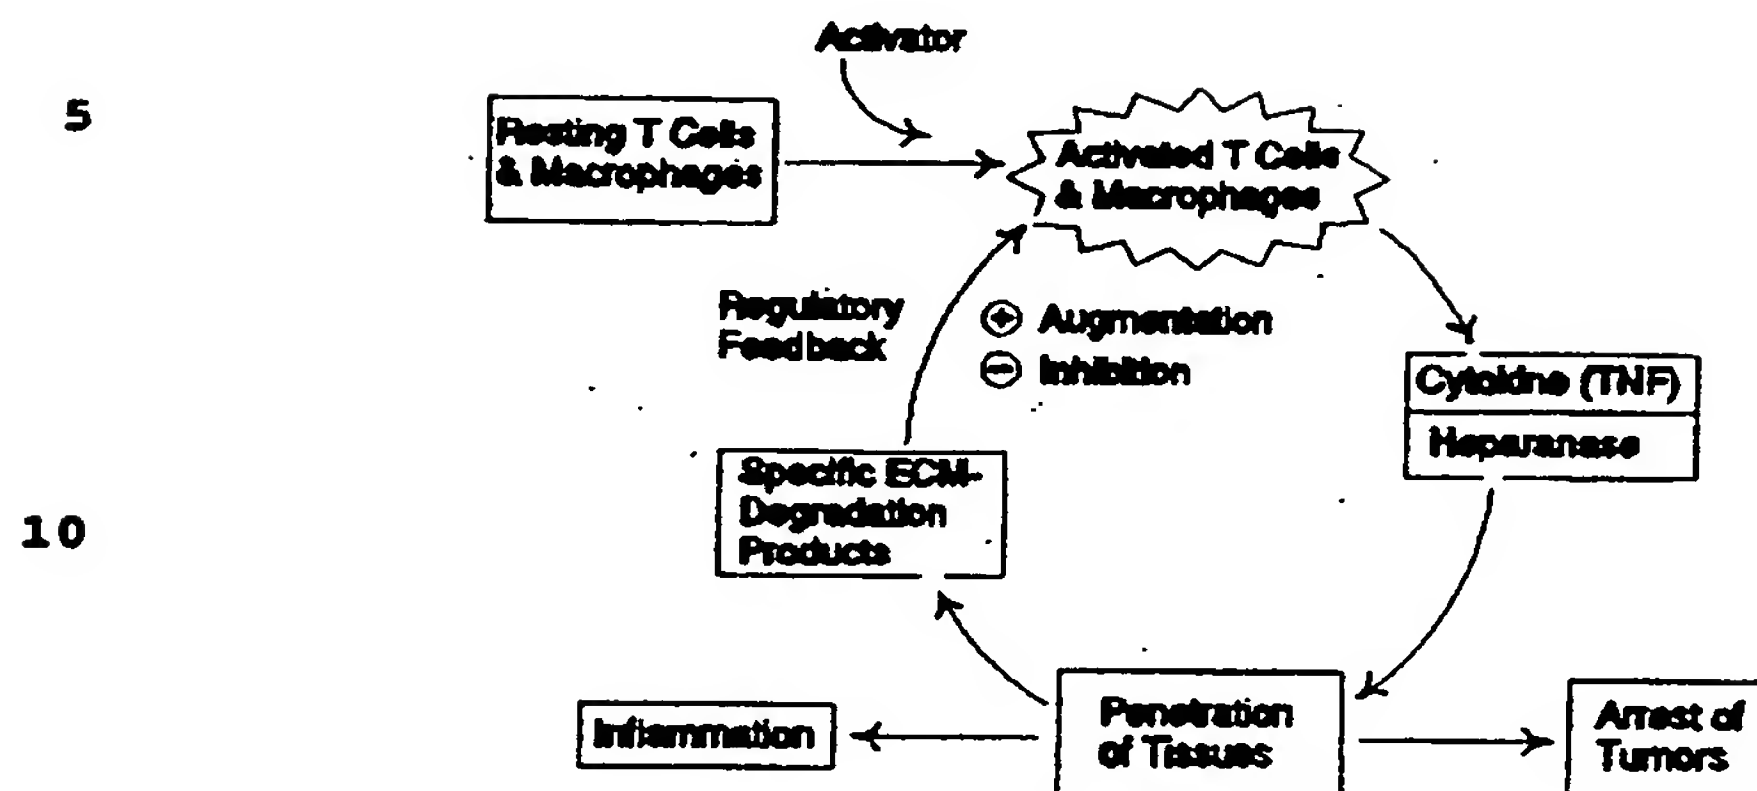 Activator
5
Resting T Cells
& Macrophages
Activated T Cells
& Macrophages
Regulatory
Feedback
+ Augmentation
− Inhibition
Cytokine (TNF)
Heparanase
Specific ECM-
Degradation
Products
10
Inflammation
Penetration
of Tissues
Arrest of
Tumors